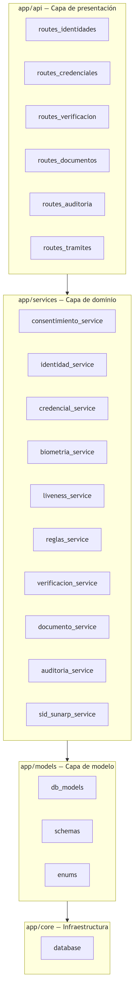 app/api — Capa de presentación
routes_identidades
routes_credenciales
routes_verificacion
routes_documentos
routes_auditoria
routes_tramites
app/services — Capa de dominio
consentimiento_service
identidad_service
credencial_service
biometria_service
liveness_service
reglas_service
verificacion_service
documento_service
auditoria_service
sid_sunarp_service
app/models — Capa de modelo
db_models
schemas
enums
app/core — Infraestructura
database